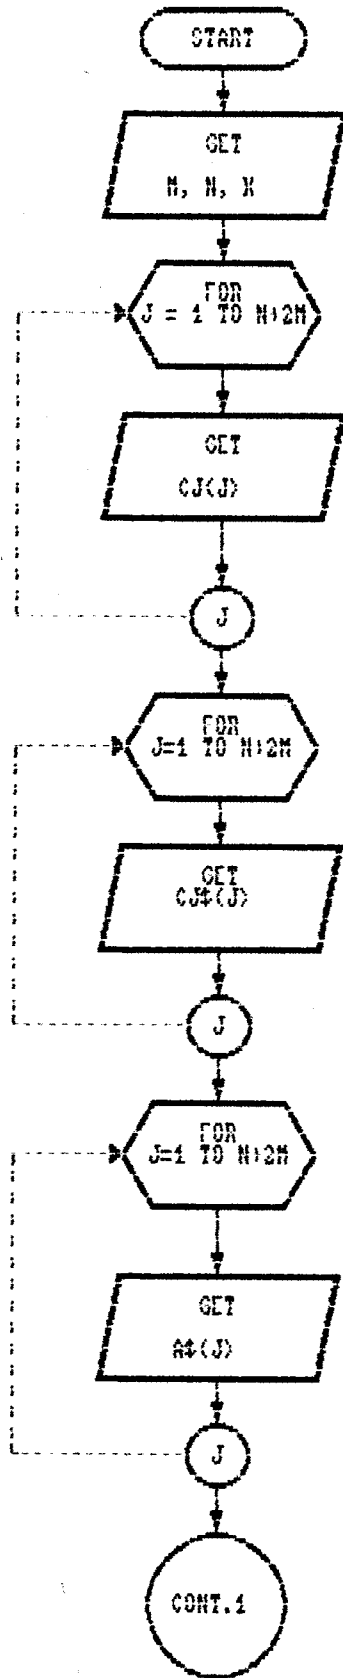 START
GET
M, N, X
FOR
J = 1 TO N+2M
GET
CJ(J)
J
FOR
J=1 TO N+2M
GET
CJ$(J)
J
FOR
J=1 TO N+2M
GET
A$(J)
J
CONT.1